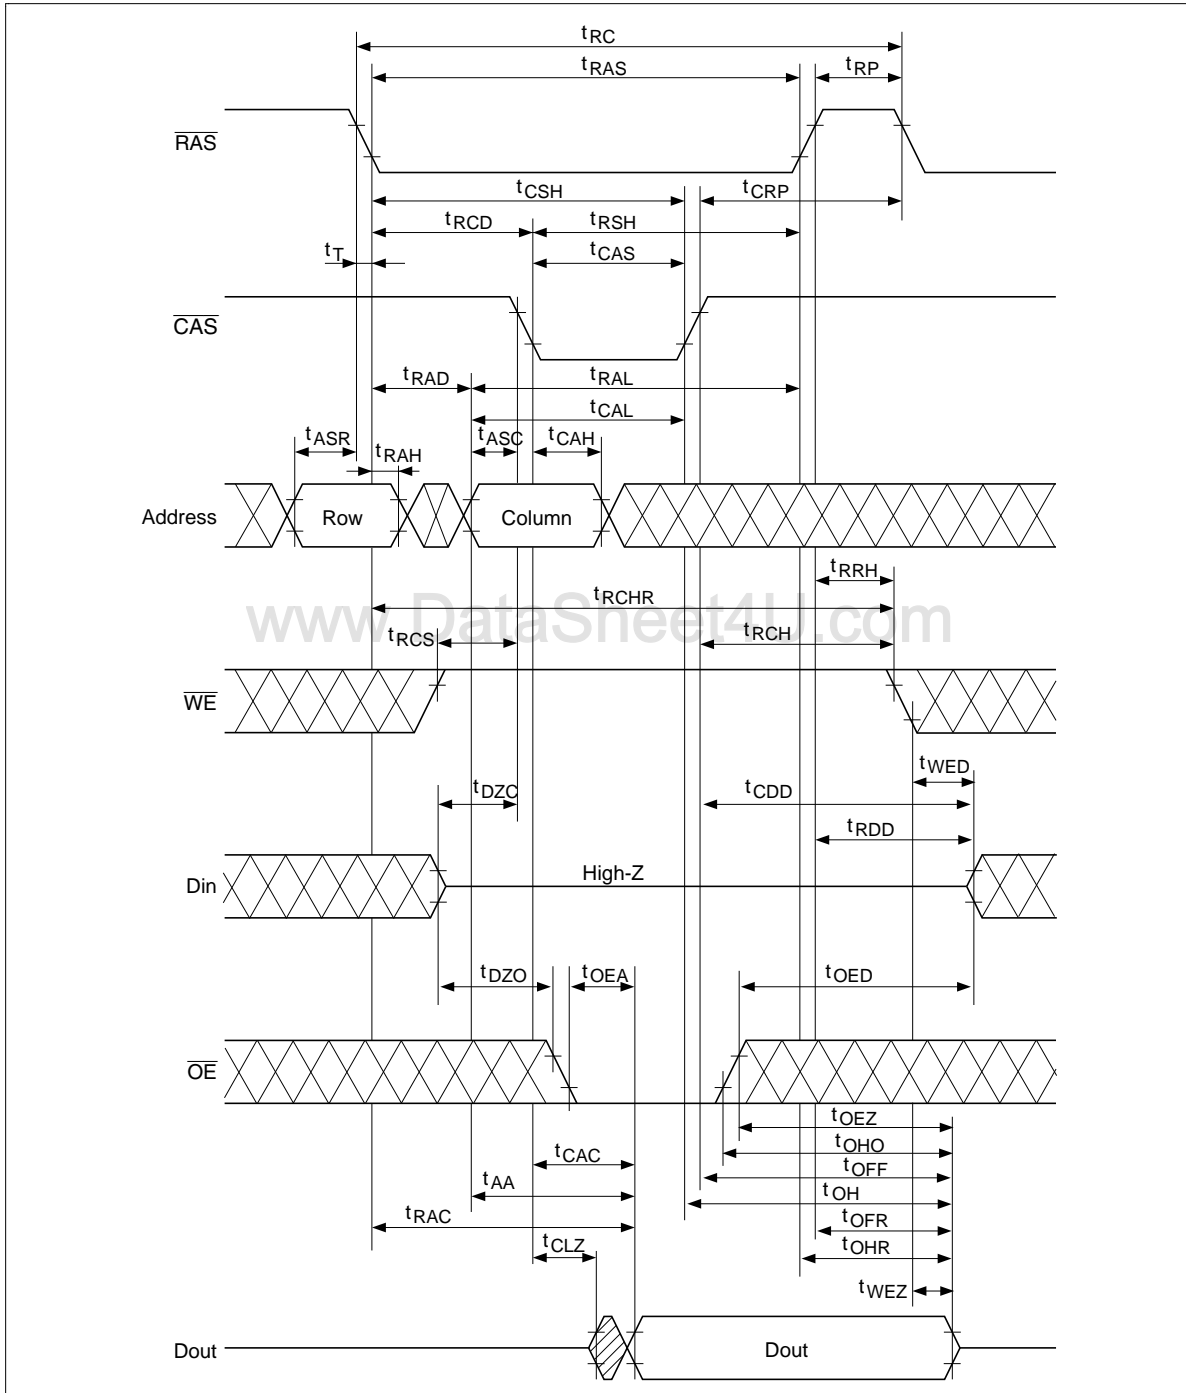 tRC
tRAS
tRP
RAS
tCSH
tCRP
tRCD
tRSH
tT
tCAS
CAS
tRAD
tRAL
tCAL
tASR
tRAH
tASC
tCAH
Address
Row
Column
tRRH
tRCHR
www.DataSheet4U.com
tRCS
tRCH
WE
tWED
tDZC
tCDD
tRDD
Din
High-Z
tDZO
tOEA
tOED
OE
tOEZ
tOHO
tCAC
tOFF
tAA
tOH
tRAC
tOFR
tCLZ
tOHR
tWEZ
Dout
Dout